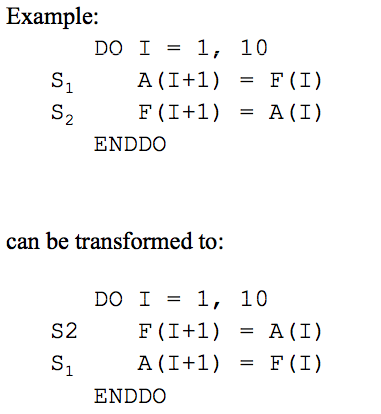 Example:
DO I = 1, 10
S₁ A(I+1) = F(I)
S₂ F(I+1) = A(I)
ENDDO
can be transformed to:
DO I = 1, 10
S2 F(I+1) = A(I)
S₁ A(I+1) = F(I)
ENDDO